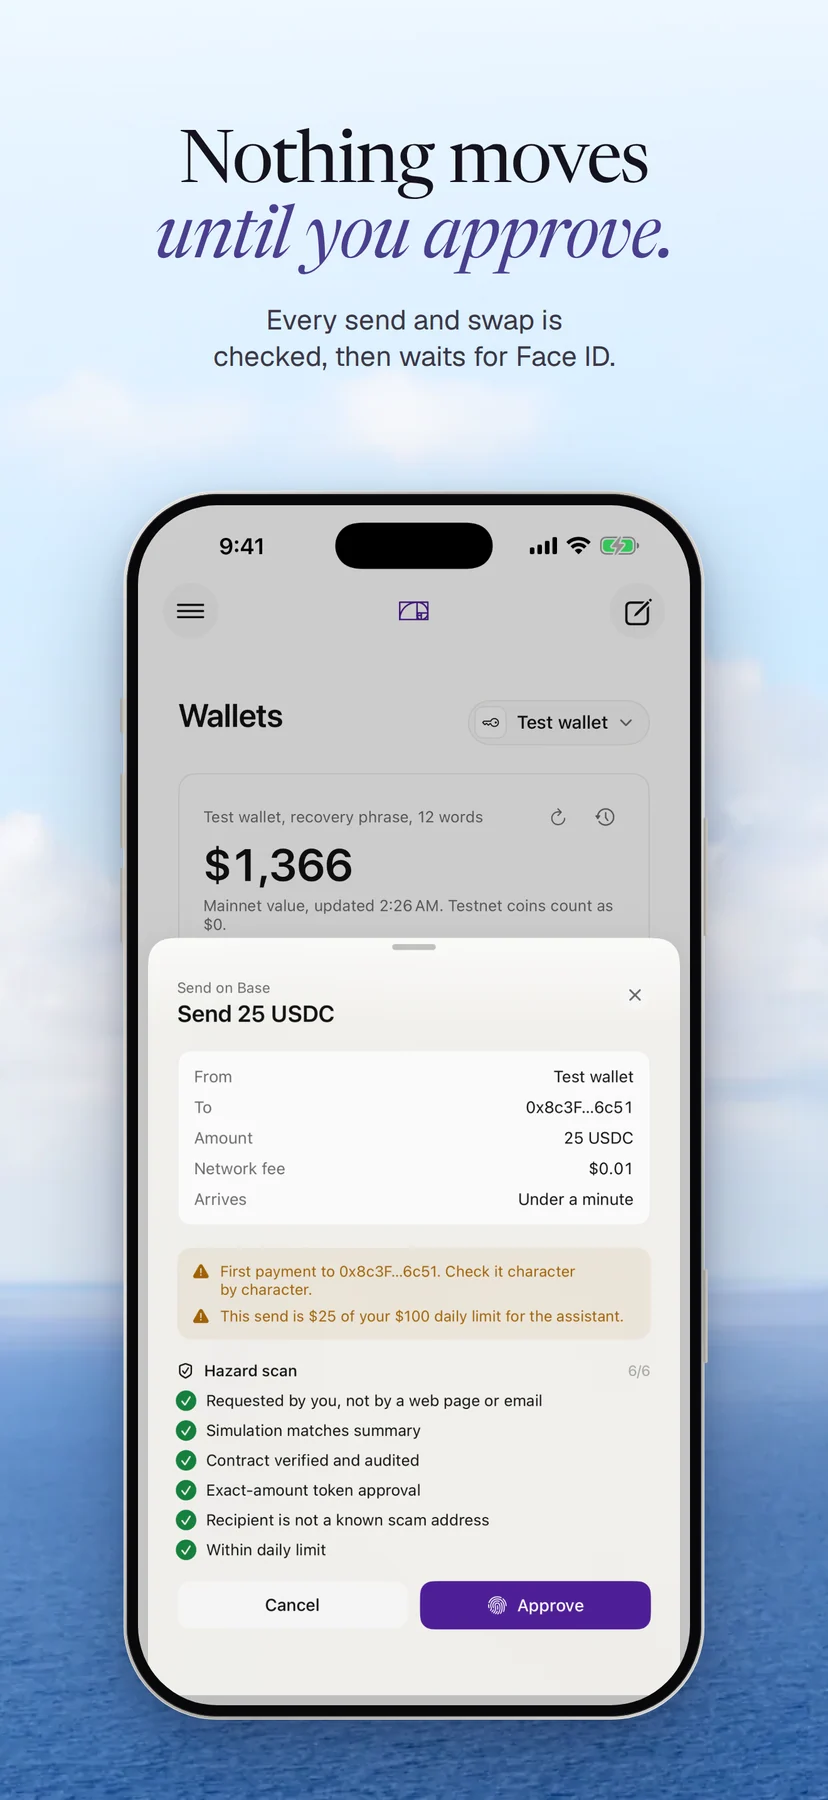 Nothing moves
until you approve.
Every send and swap is
checked, then waits for Face ID.
9:41
Wallets
Test wallet
Test wallet, recovery phrase, 12 words
$1,366
Mainnet value, updated 2:26 AM. Testnet coins count as
$0.
Send on Base
Send 25 USDC
From Test wallet
To 0x8c3F...6c51
Amount 25 USDC
Network fee $0.01
Arrives Under a minute
First payment to 0x8c3F...6c51. Check it character
by character.
This send is $25 of your $100 daily limit for the assistant.
Hazard scan 6/6
Requested by you, not by a web page or email
Simulation matches summary
Contract verified and audited
Exact-amount token approval
Recipient is not a known scam address
Within daily limit
Cancel Approve